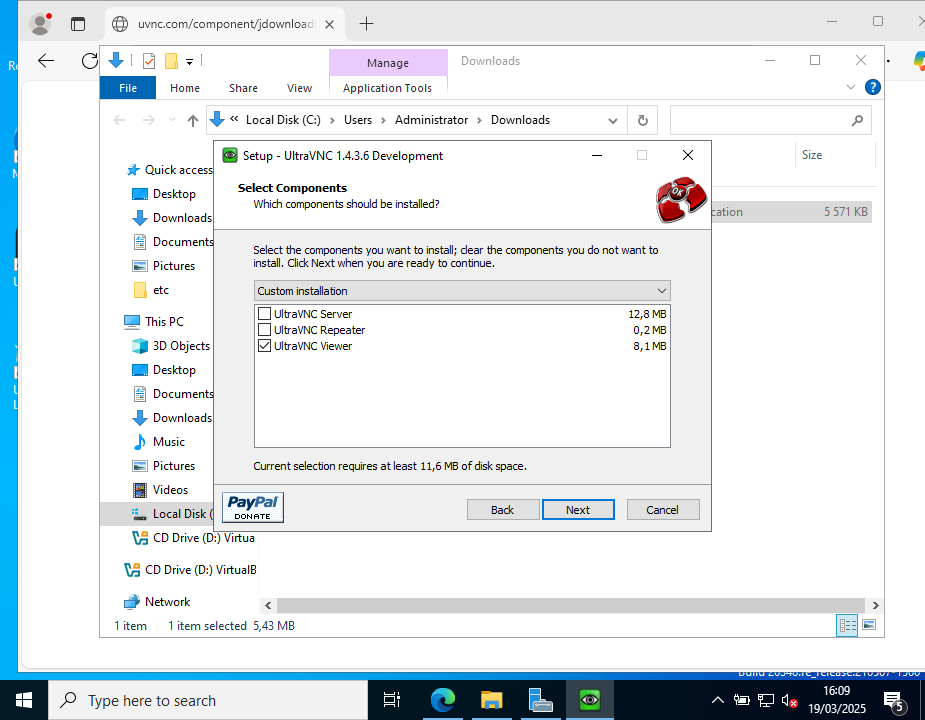 uvnc.com/component/jdownload
Manage
Downloads
File
Home
Share
View
Application Tools
« Local Disk (C:) > Users > Administrator > Downloads
Setup - UltraVNC 1.4.3.6 Development
Size
Select Components
Which components should be installed?
OK
cation
5 571 KB
Select the components you want to install; clear the components you do not want to
install. Click Next when you are ready to continue.
Custom installation
UltraVNC Server
12,8 MB
UltraVNC Repeater
0,2 MB
UltraVNC Viewer
8,1 MB
Current selection requires at least 11,6 MB of disk space.
PayPal
DONATE
Back
Next
Cancel
Quick access
Desktop
Downloads
Documents
Pictures
etc
This PC
3D Objects
Desktop
Documents
Downloads
Music
Pictures
Videos
Local Disk (
CD Drive (D:) Virtua
CD Drive (D:) VirtualB
Network
1 item
1 item selected 5,43 MB
Type here to search
16:09
19/03/2025
5